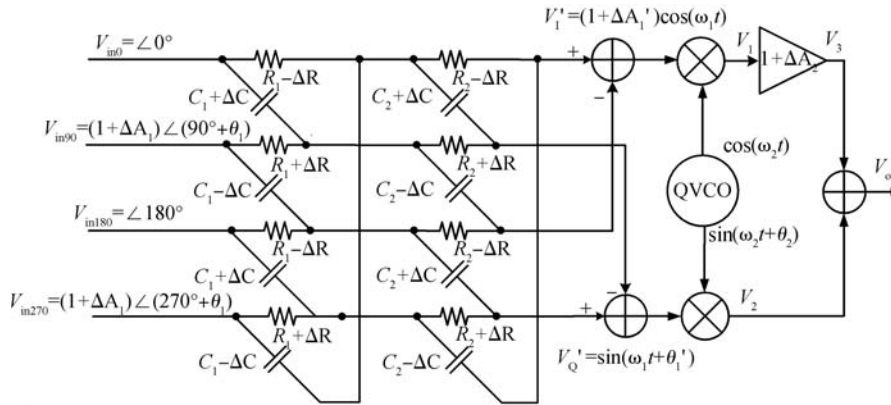 V_I'=(1+ΔA_1')cos(ω_1t)
V_in0=∠0°
R_1−ΔR
R_2−ΔR
+
−
V_1
1+ΔA_2
V_3
C_1+ΔC
C_2+ΔC
V_in90=(1+ΔA_1)∠(90°+θ_1)
R_1+ΔR
R_2+ΔR
cos(ω_2t)
C_1−ΔC
C_2−ΔC
QVCO
V_o
V_in180=∠180°
R_1−ΔR
R_2−ΔR
sin(ω_2t+θ_2)
C_1+ΔC
C_2+ΔC
V_in270=(1+ΔA_1)∠(270°+θ_1)
−
+
V_2
R_1+ΔR
R_2+ΔR
V_Q'=sin(ω_1t+θ_1')
C_1−ΔC
C_2−ΔC